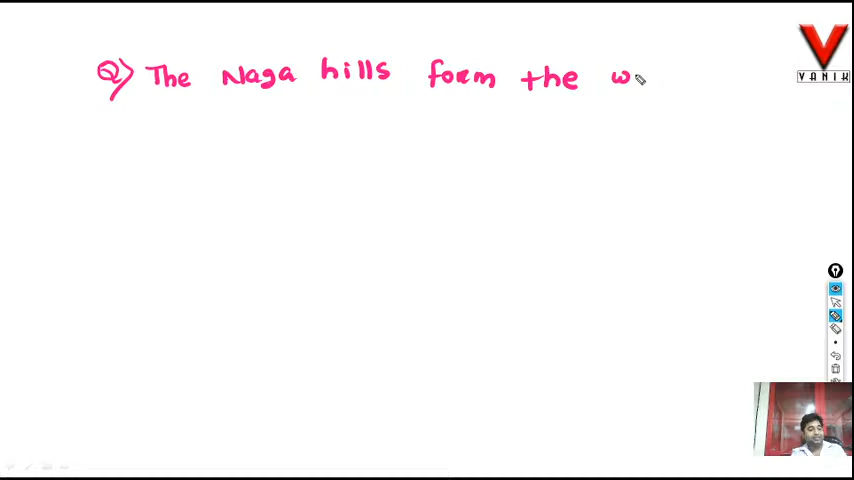 Q) The Naga hills form the w
VANIK